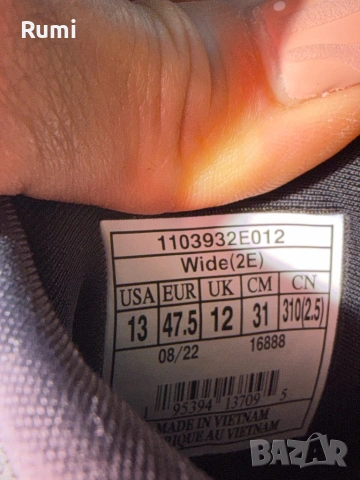 Rumi
1103932E012
Wide(2E)
USA EUR UK CM CN
13 47.5 12 31 310(2.5)
08/22 16888
95394 13709 5
MADE IN VIETNAM
RIQUE AU VIETNAM
BAZAR